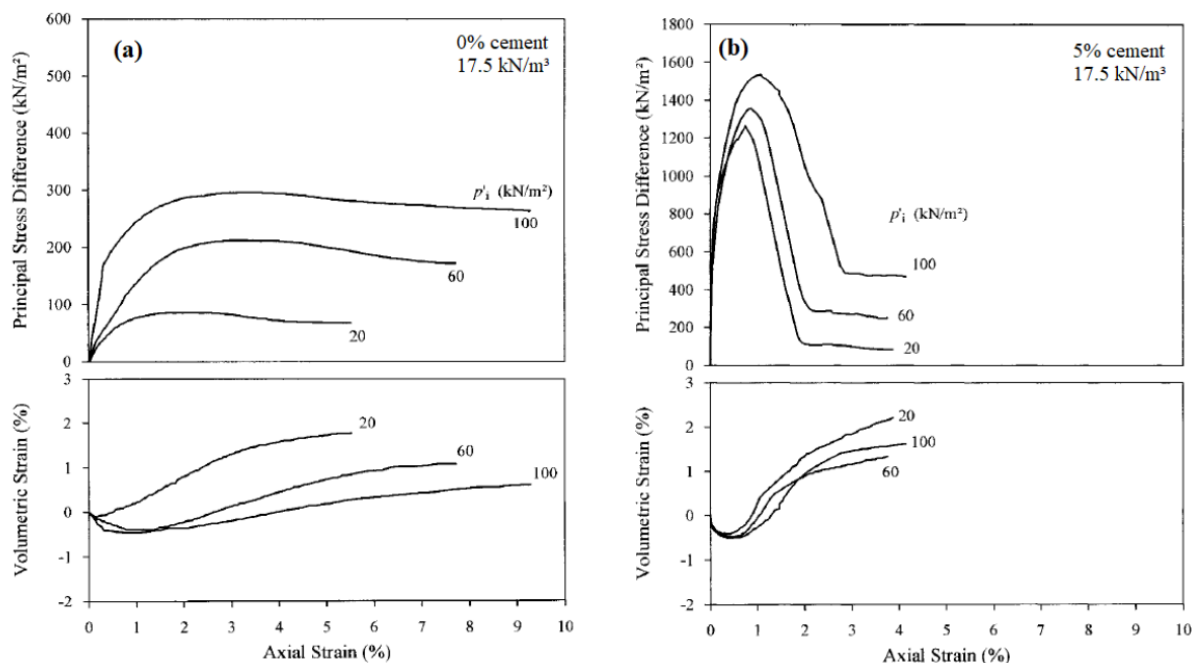 (a)
0% cement
17.5 kN/m³
Principal Stress Difference (kN/m²)
600
500
400
300
200
100
0
p'i (kN/m²)
100
60
20
Volumetric Strain (%)
3
2
1
0
-1
-2
20
60
100
0 1 2 3 4 5 6 7 8 9 10
Axial Strain (%)
(b)
5% cement
17.5 kN/m³
Principal Stress Difference (kN/m²)
1800
1600
1400
1200
1000
800
600
400
200
0
p'i (kN/m²)
100
60
20
Volumetric Strain (%)
3
2
1
0
-1
-2
20
100
60
0 1 2 3 4 5 6 7 8 9 10
Axial Strain (%)